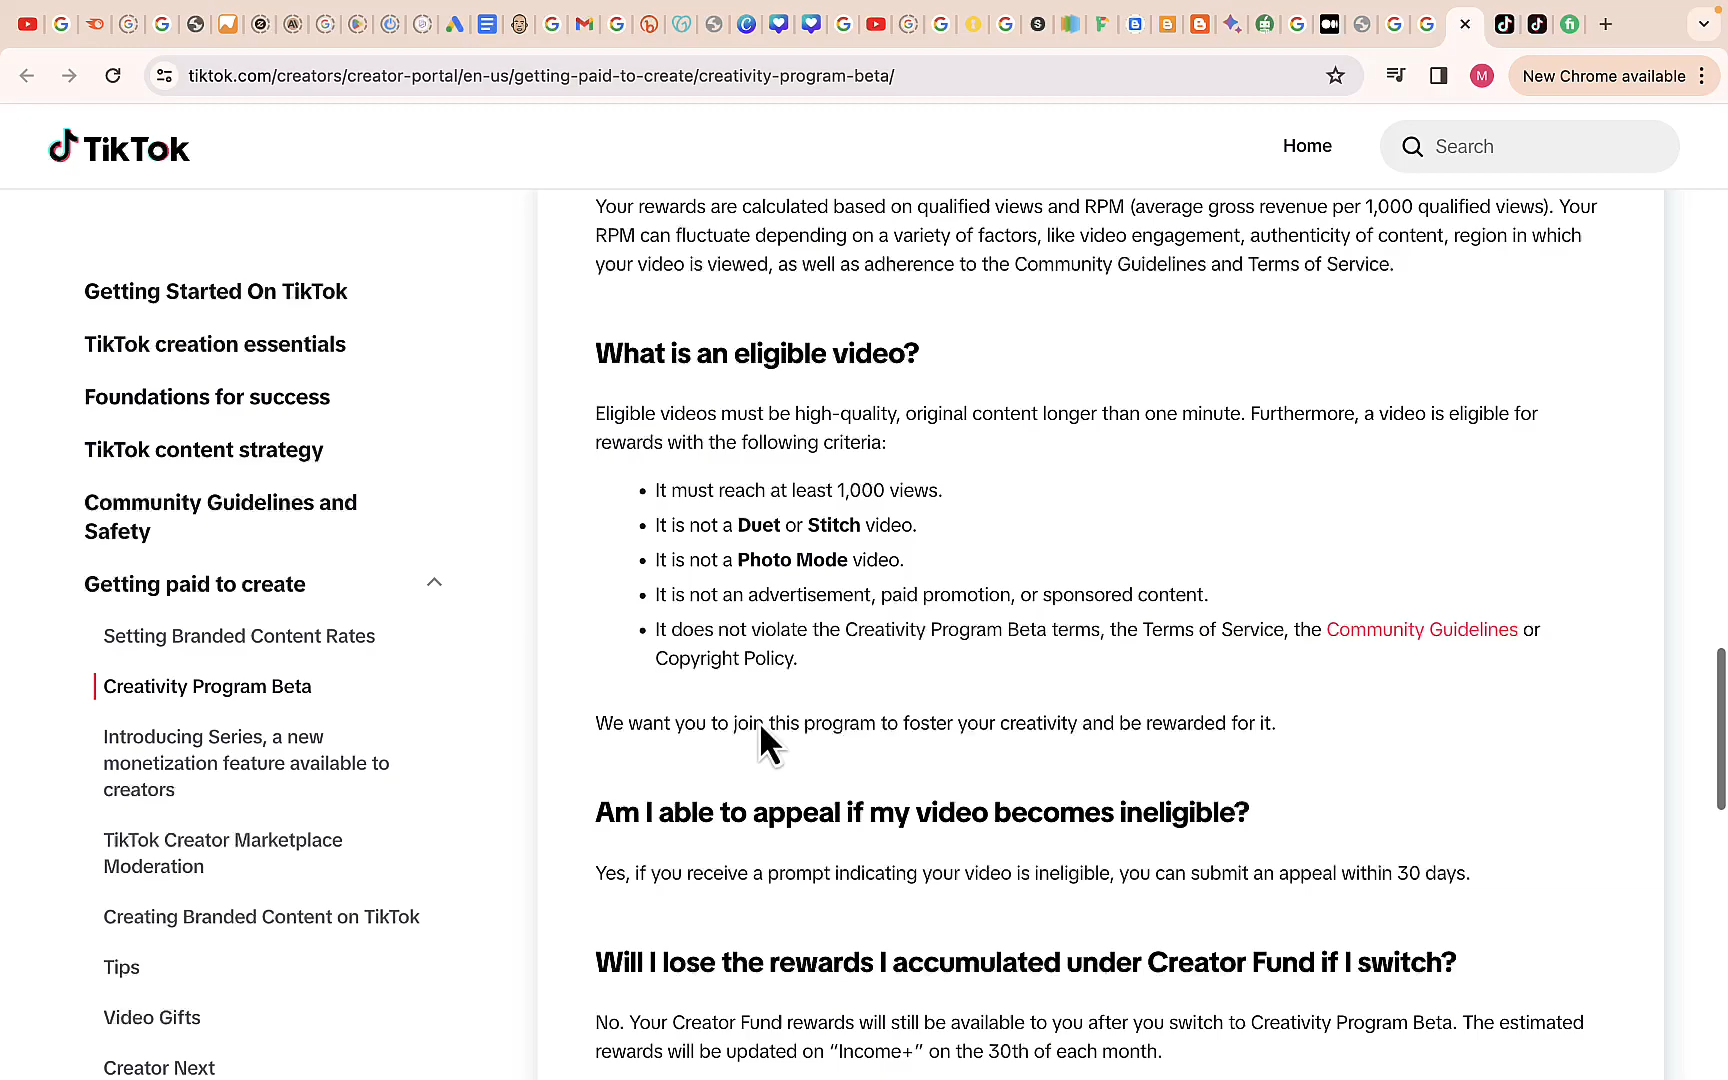 tiktok.com/creators/creator-portal/en-us/getting-paid-to-create/creativity-program-beta/
M
New Chrome available
TikTok
Home
Search
Getting Started On TikTok
TikTok creation essentials
Foundations for success
TikTok content strategy
Community Guidelines and
Safety
Getting paid to create
Setting Branded Content Rates
Creativity Program Beta
Introducing Series, a new
monetization feature available to
creators
TikTok Creator Marketplace
Moderation
Creating Branded Content on TikTok
Tips
Video Gifts
Creator Next
Your rewards are calculated based on qualified views and RPM (average gross revenue per 1,000 qualified views). Your
RPM can fluctuate depending on a variety of factors, like video engagement, authenticity of content, region in which
your video is viewed, as well as adherence to the Community Guidelines and Terms of Service.
What is an eligible video?
Eligible videos must be high-quality, original content longer than one minute. Furthermore, a video is eligible for
rewards with the following criteria:
• It must reach at least 1,000 views.
• It is not a Duet or Stitch video.
• It is not a Photo Mode video.
• It is not an advertisement, paid promotion, or sponsored content.
• It does not violate the Creativity Program Beta terms, the Terms of Service, the Community Guidelines or
Copyright Policy.
We want you to join this program to foster your creativity and be rewarded for it.
Am I able to appeal if my video becomes ineligible?
Yes, if you receive a prompt indicating your video is ineligible, you can submit an appeal within 30 days.
Will I lose the rewards I accumulated under Creator Fund if I switch?
No. Your Creator Fund rewards will still be available to you after you switch to Creativity Program Beta. The estimated
rewards will be updated on “Income+” on the 30th of each month.